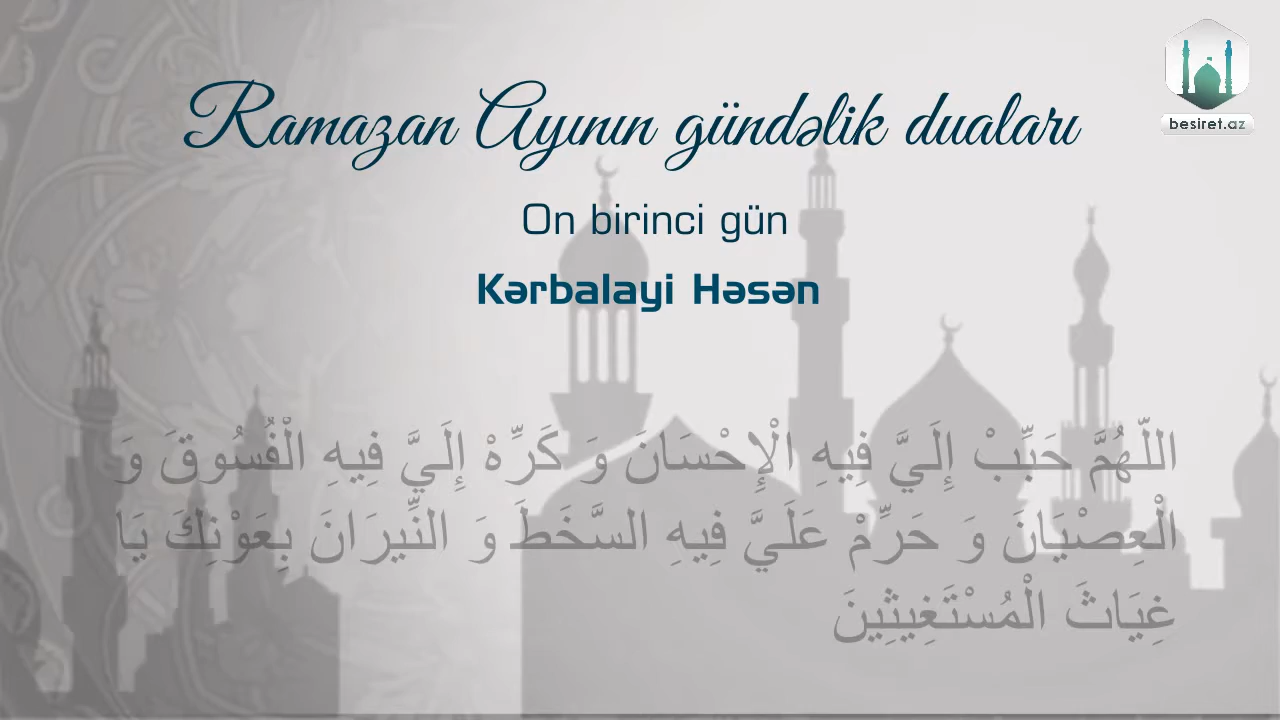 Ramazan Ayının gündəlik duaları
besiret.az
On birinci gün
Kərbalayi Həsən
اللّهُمَّ حَبِّبْ إِلَيَّ فِيهِ الْإِحْسَانَ وَ كَرِّهْ إِلَيَّ فِيهِ الْفُسُوقَ وَ
الْعِصْيَانَ وَ حَرِّمْ عَلَيَّ فِيهِ السَّخَطَ وَ النِّيرَانَ بِعَوْنِكَ يَا
غِيَاثَ الْمُسْتَغِيثِينَ